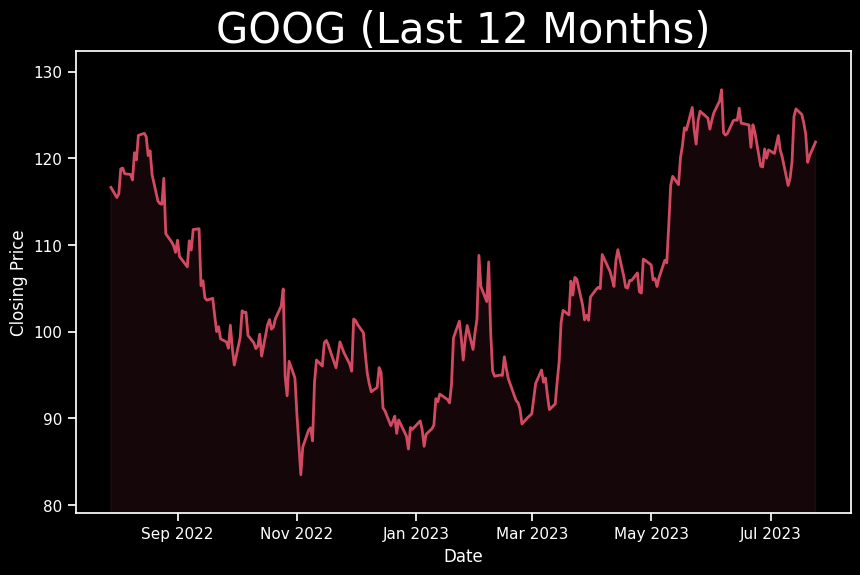 GOOG (Last 12 Months)
130
120
110
100
90
80
Closing Price
Sep 2022 Nov 2022 Jan 2023 Mar 2023 May 2023 Jul 2023
Date